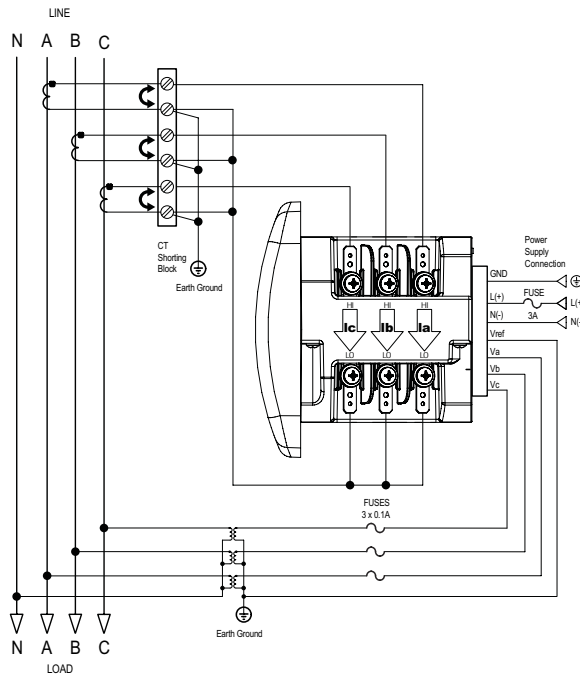 LINE
N A B C
CT
Shorting
Block
Earth Ground
Power
Supply
Connection
GND
L(+)
FUSE
L(+
N(-)
3A
N(-
Vref
Va
Vb
Vc
HI HI HI
Ic Ib Ia
LO LO LO
FUSES
3 x 0.1A
Earth Ground
N A B C
LOAD